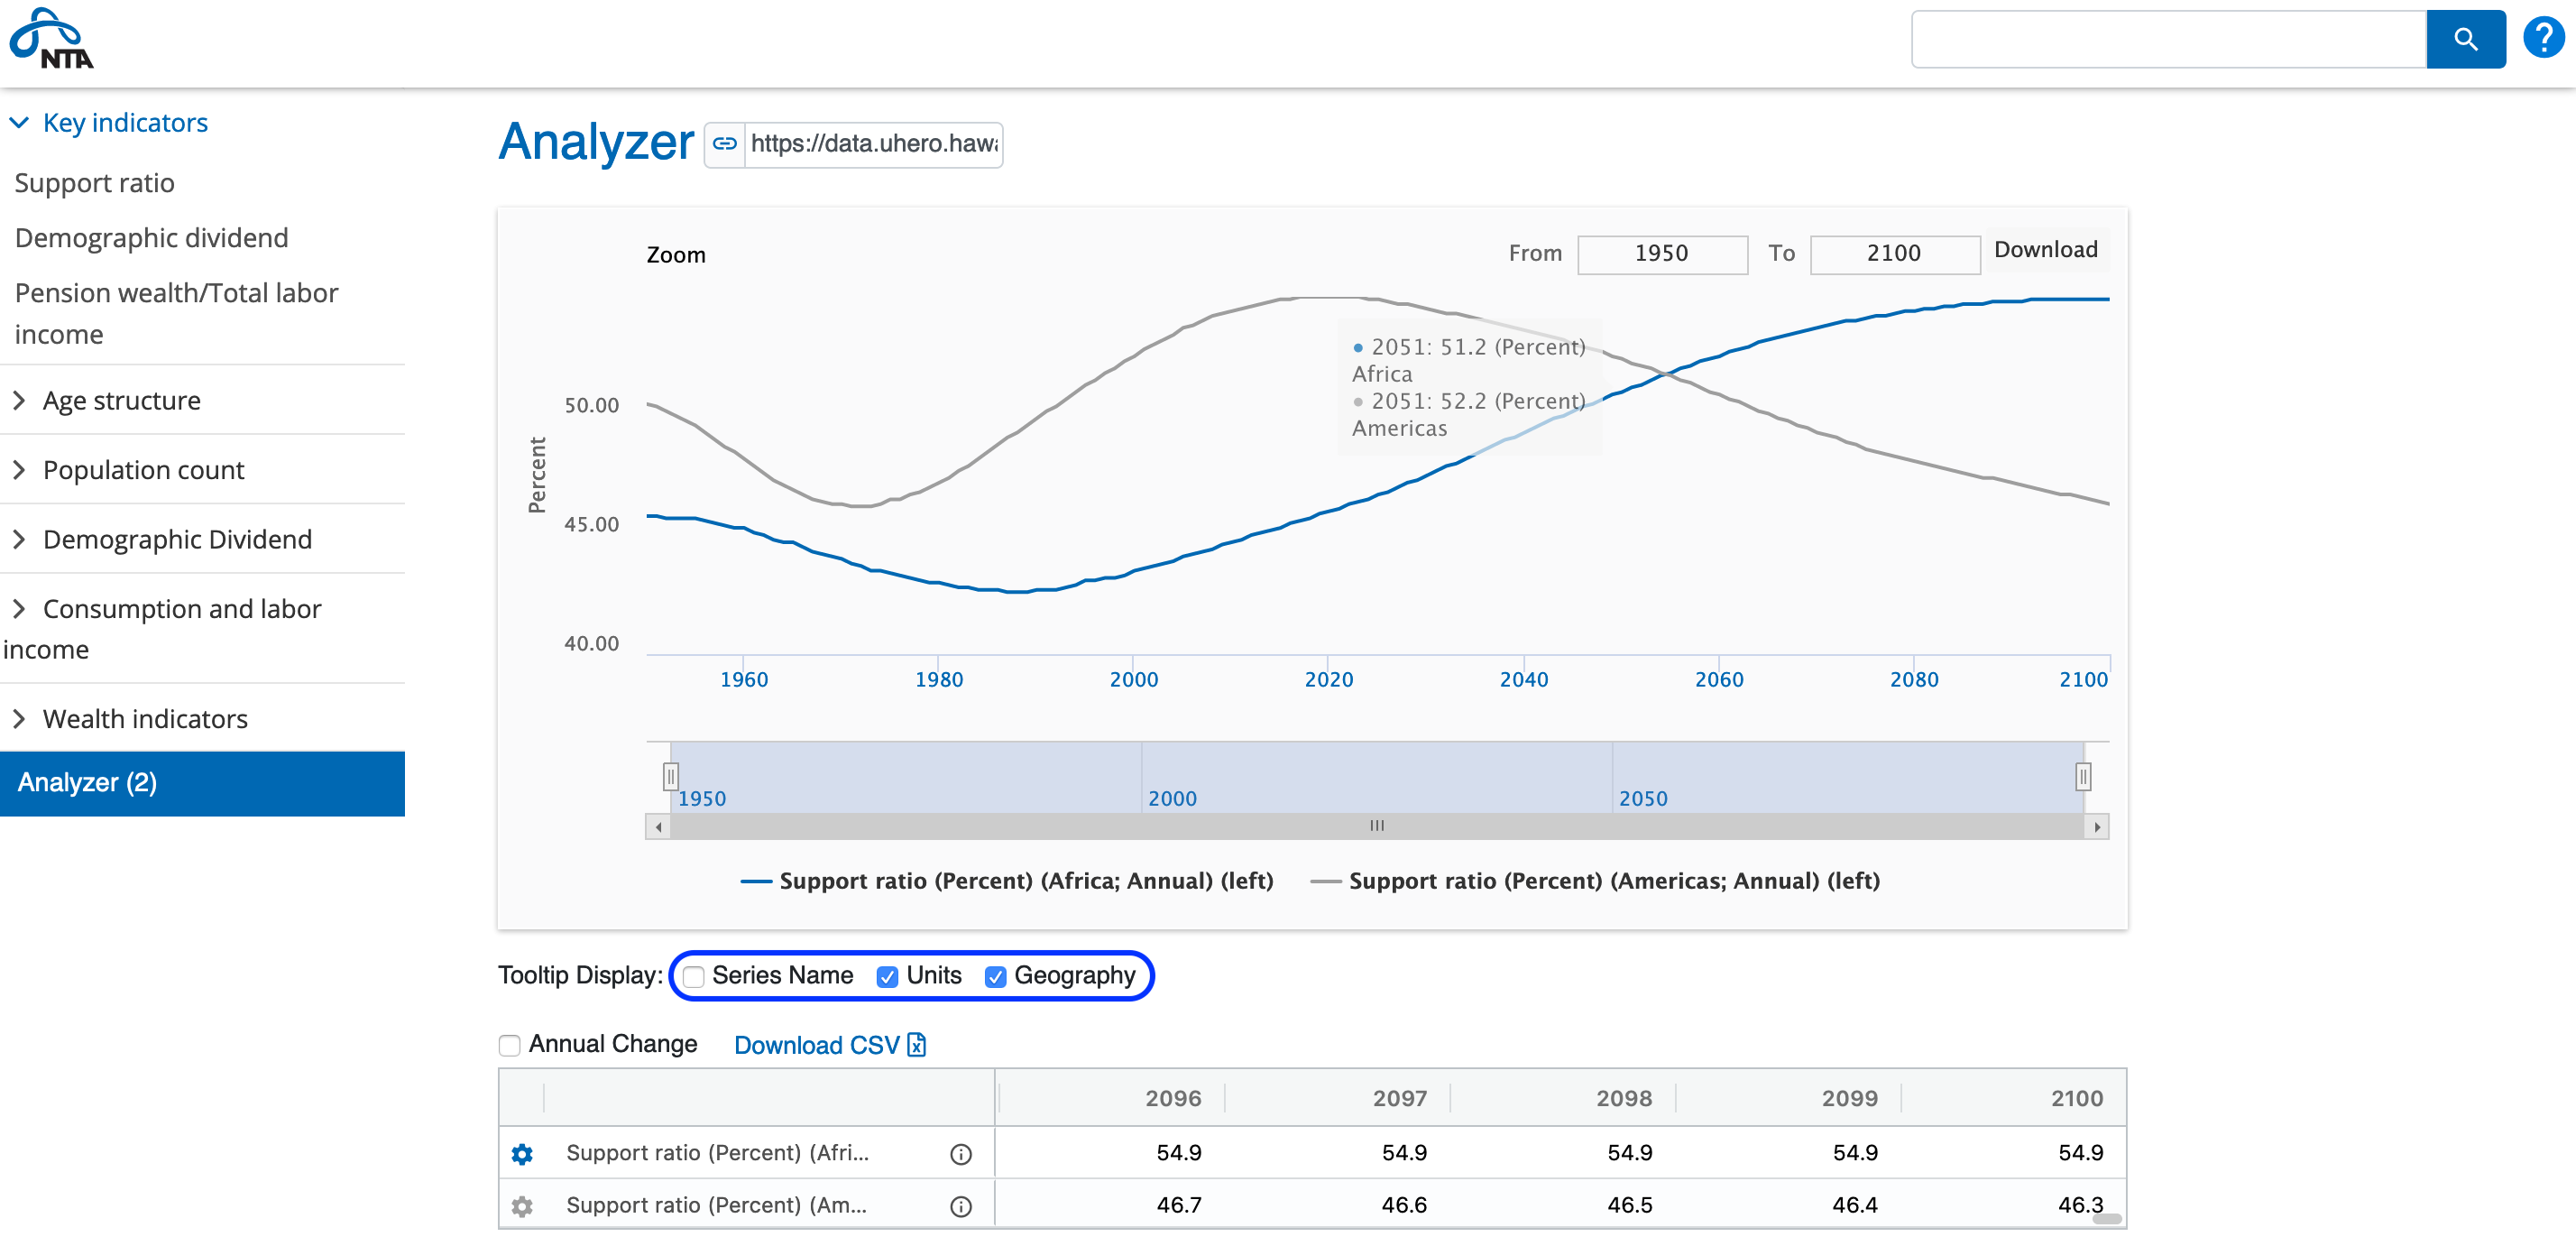 NTA
?
Key indicators
Support ratio
Demographic dividend
Pension wealth/Total labor
income
Age structure
Population count
Demographic Dividend
Consumption and labor
income
Wealth indicators
Analyzer (2)
Analyzer https://data.uhero.hawa
Zoom From 1950 To 2100 Download
Percent
50.00
45.00
40.00
2051: 51.2 (Percent)
Africa
2051: 52.2 (Percent)
Americas
1960 1980 2000 2020 2040 2060 2080 2100
1950 2000 2050
Support ratio (Percent) (Africa; Annual) (left) Support ratio (Percent) (Americas; Annual) (left)
Tooltip Display: Series Name Units Geography
Annual Change Download CSV
2096 2097 2098 2099 2100
Support ratio (Percent) (Afri... 54.9 54.9 54.9 54.9 54.9
Support ratio (Percent) (Am... 46.7 46.6 46.5 46.4 46.3